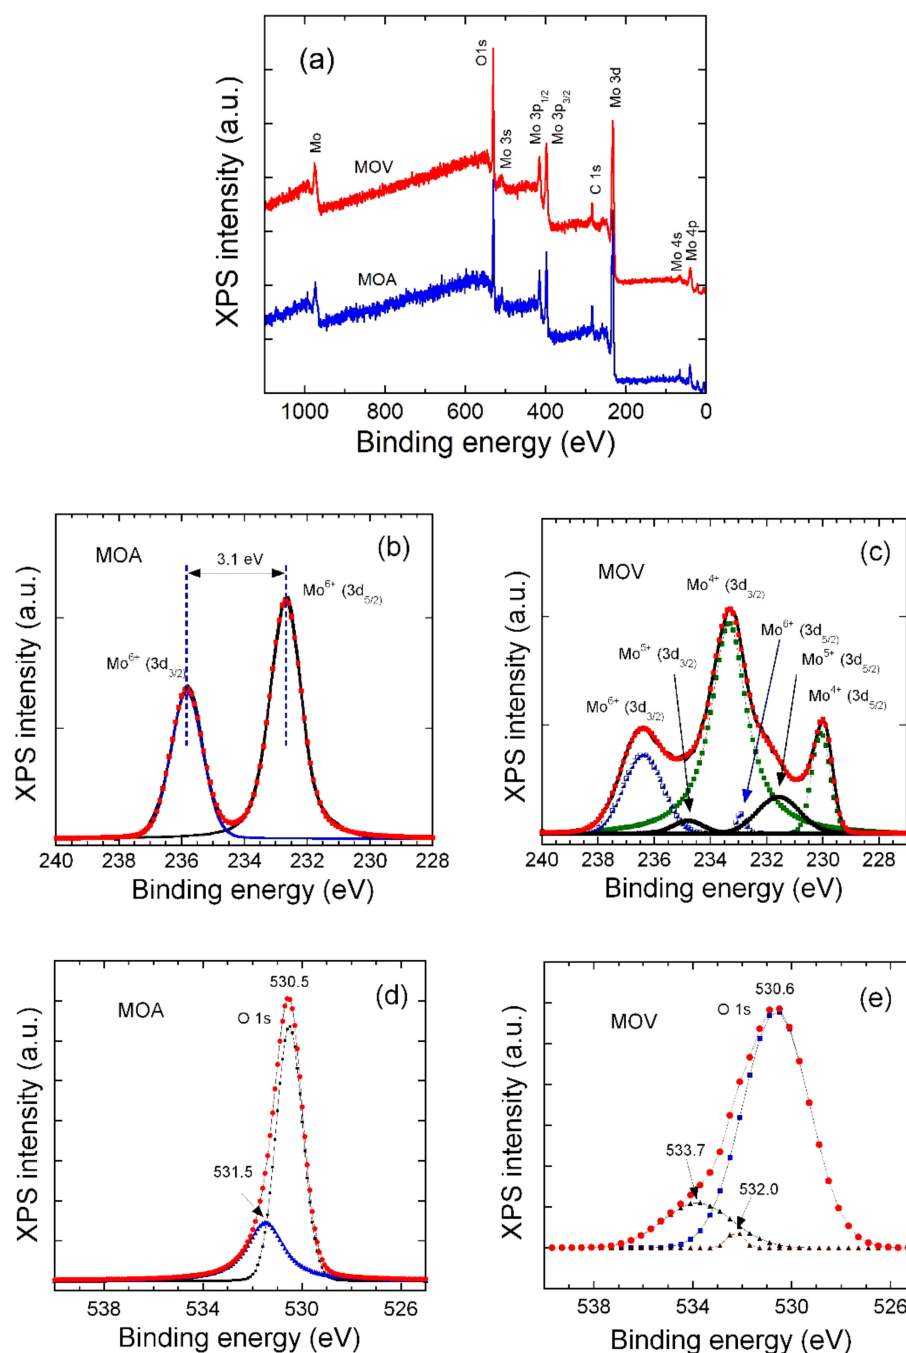 (a)
XPS intensity (a.u.)
Mo
MOV
MOA
O1s
Mo 3s
Mo 3p1/2
Mo 3p3/2
C 1s
Mo 3d
Mo 4s
Mo 4p
1000 800 600 400 200 0
Binding energy (eV)
(b)
MOA
3.1 eV
Mo6+ (3d5/2)
Mo6+ (3d3/2)
XPS intensity (a.u.)
240 238 236 234 232 230 228
Binding energy (eV)
(c)
MOV
Mo4+ (3d3/2)
Mo6+ (3d5/2)
Mo5+ (3d3/2)
Mo5+ (3d5/2)
Mo6+ (3d3/2)
Mo4+ (3d5/2)
XPS intensity (a.u.)
240 238 236 234 232 230 228
Binding energy (eV)
(d)
530.5
MOA
O 1s
531.5
XPS intensity (a.u.)
538 534 530 526
Binding energy (eV)
(e)
530.6
MOV
O 1s
533.7
532.0
XPS intensity (a.u.)
538 534 530 526
Binding energy (eV)